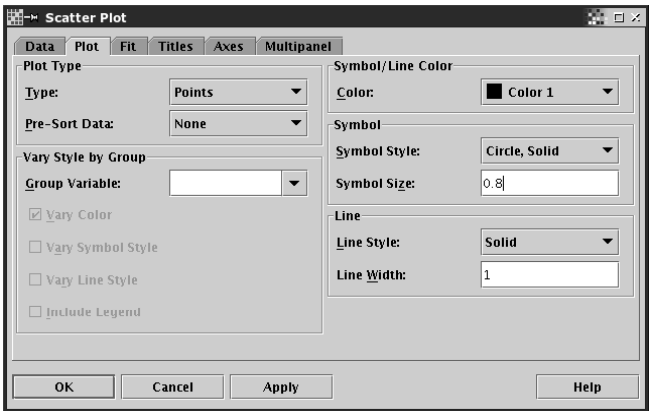 Scatter Plot
Data Plot Fit Titles Axes Multipanel
Plot Type
Type: Points
Pre-Sort Data: None
Vary Style by Group
Group Variable:
Vary Color
Vary Symbol Style
Vary Line Style
Include Legend
Symbol/Line Color
Color: Color 1
Symbol
Symbol Style: Circle, Solid
Symbol Size: 0.8
Line
Line Style: Solid
Line Width: 1
OK Cancel Apply Help